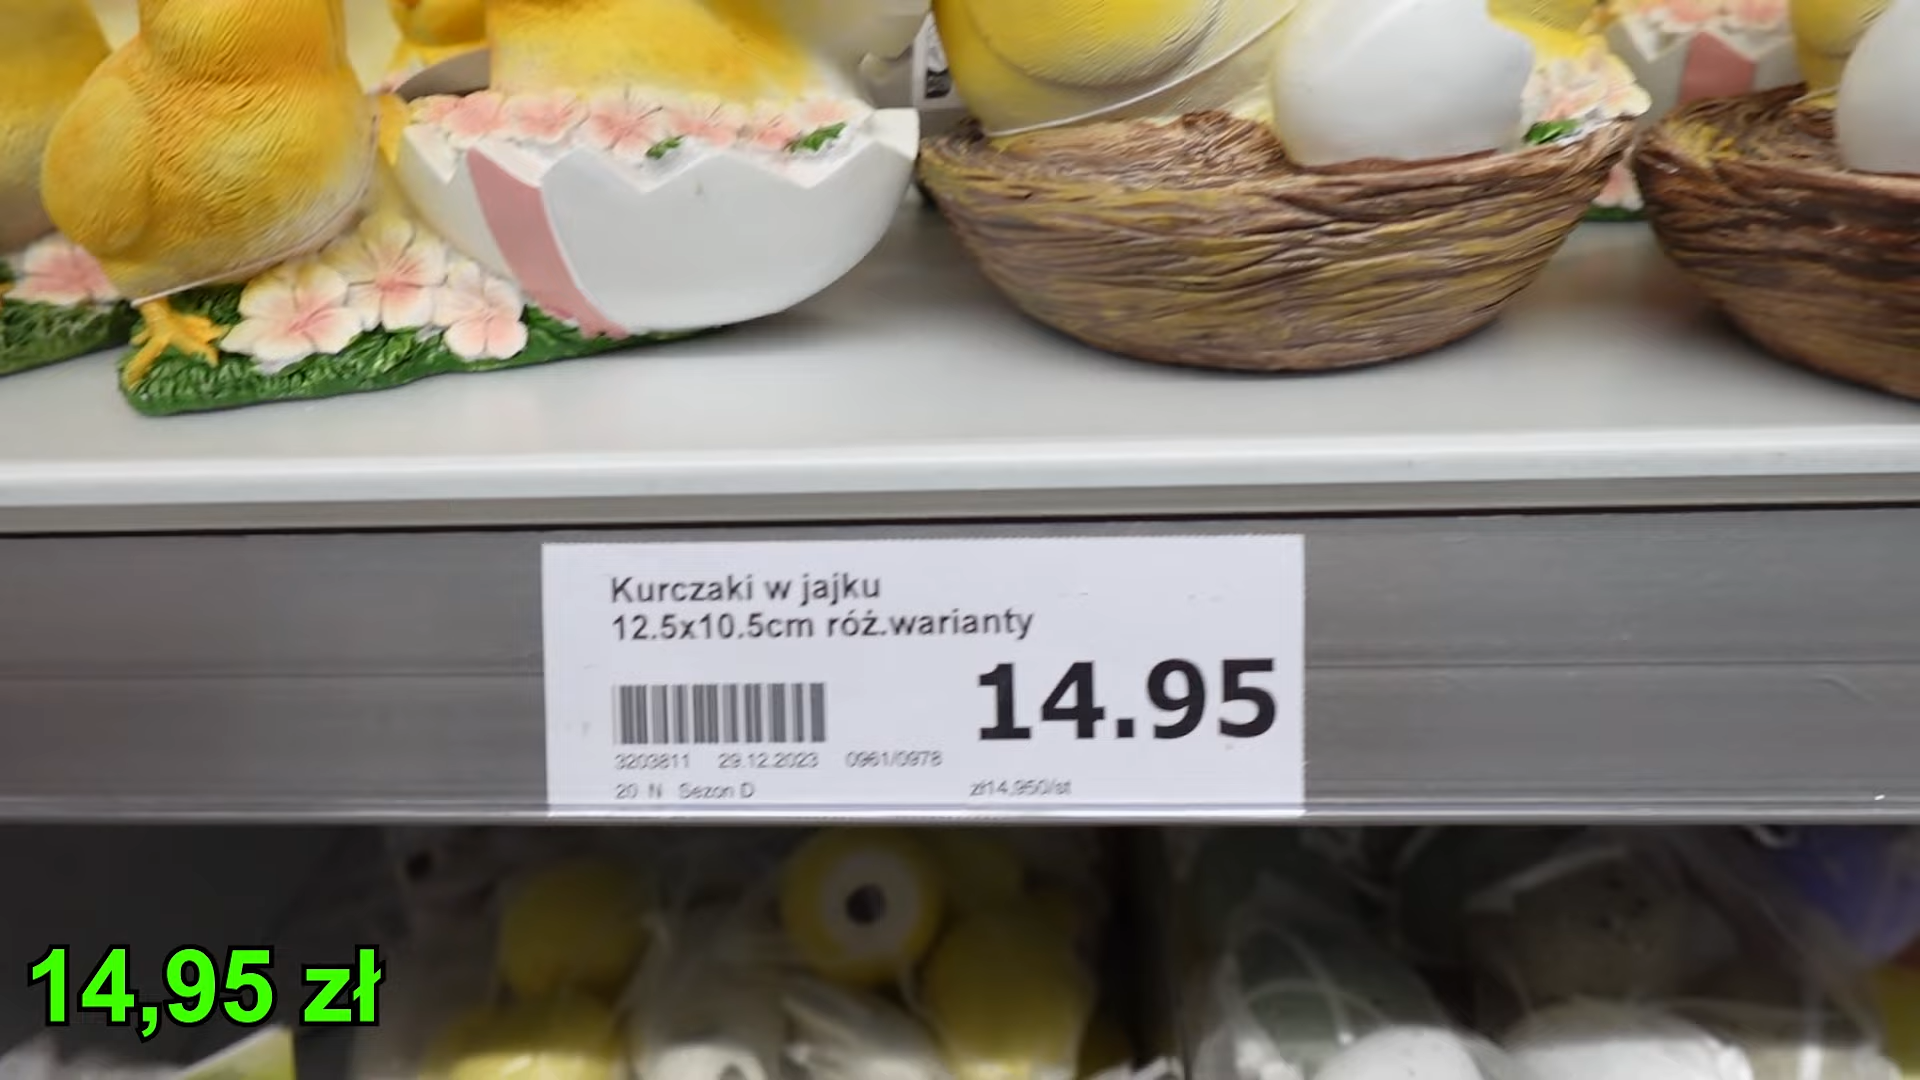 Kurczaki w jajku
12.5x10.5cm róż.warianty
14.95
3203811 29.12.2023 0961/0978
20 N Sezon D zł14,950/st
14,95 zł